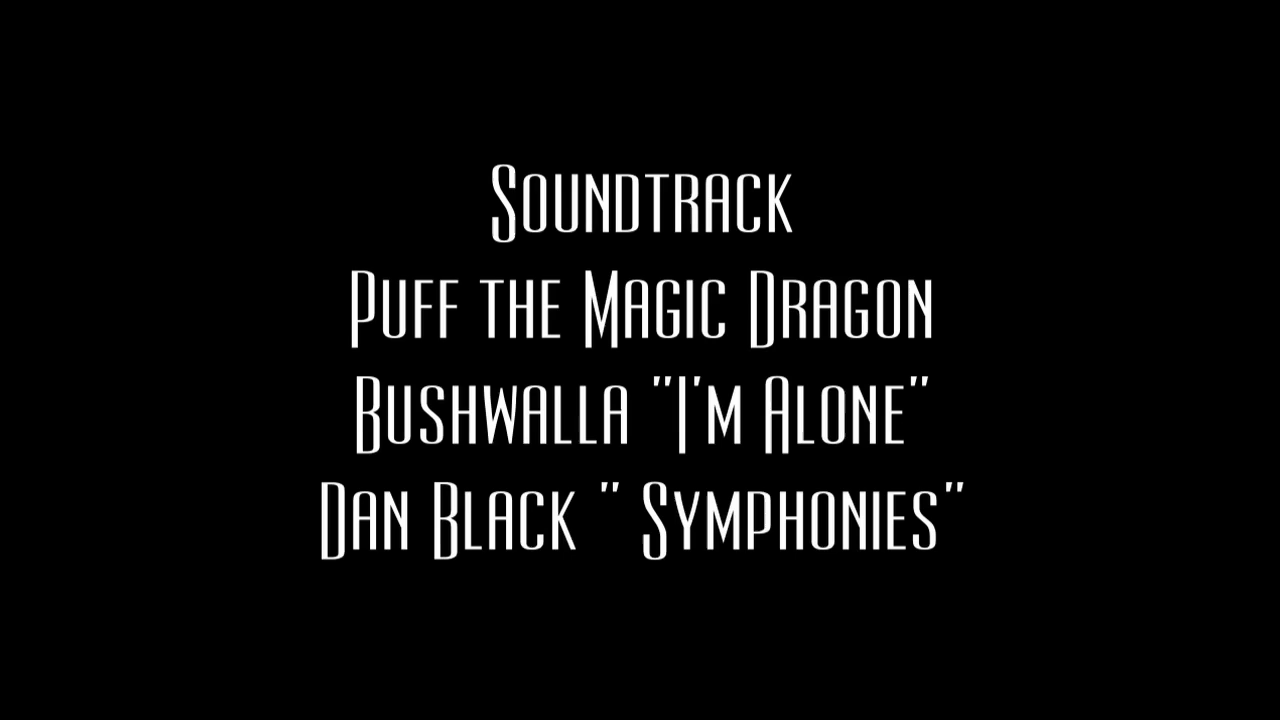 Soundtrack
Puff the Magic Dragon
Bushwalla "I'm Alone"
Dan Black " Symphonies"